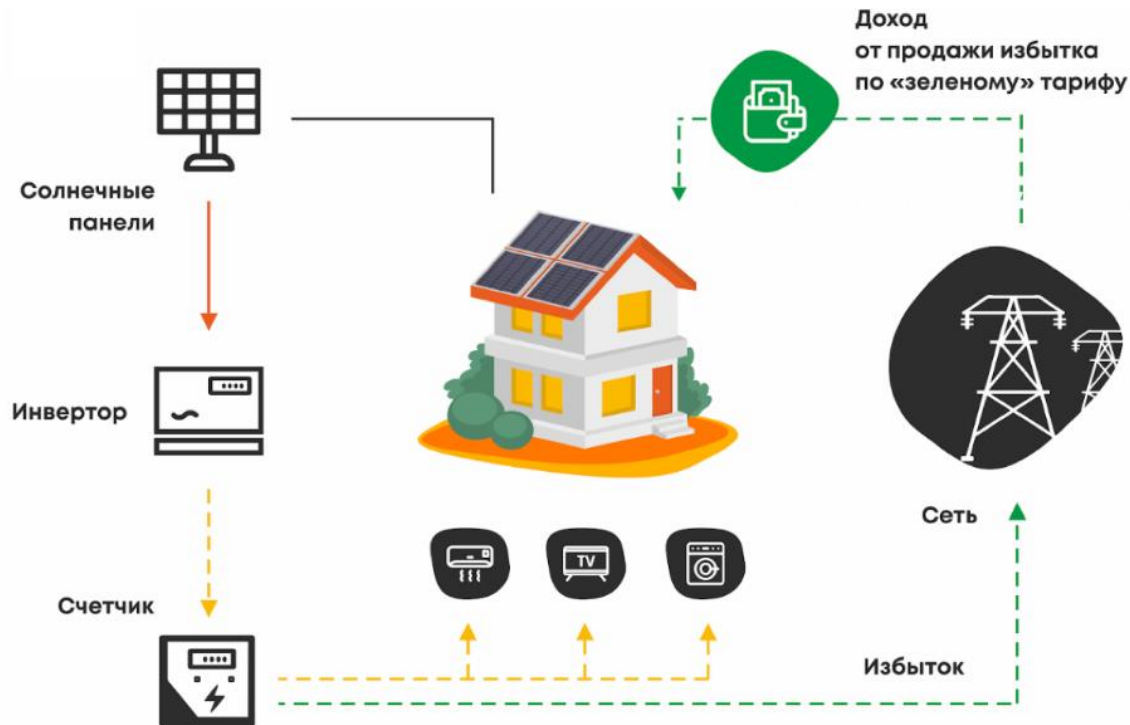 Доход
от продажи избытка
по «зеленому» тарифу
Солнечные
панели
Инвертор
Сеть
TV
Счетчик
Избыток